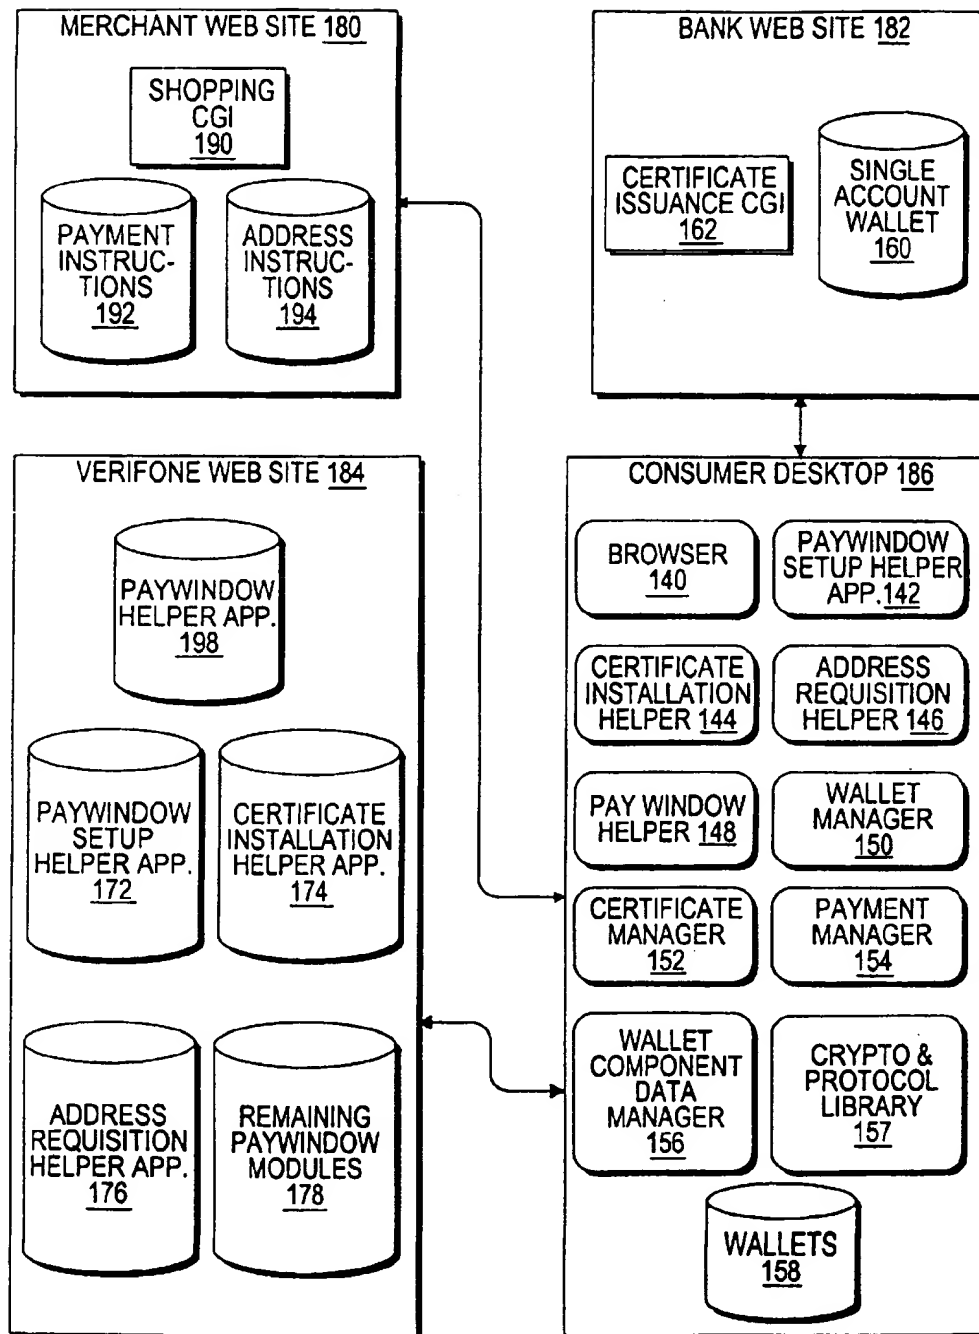 MERCHANT WEB SITE 180
SHOPPING
CGI
190
PAYMENT
INSTRUC-
TIONS
192
ADDRESS
INSTRUC-
TIONS
194
BANK WEB SITE 182
CERTIFICATE
ISSUANCE CGI
162
SINGLE
ACCOUNT
WALLET
160
VERIFONE WEB SITE 184
PAYWINDOW
HELPER APP.
198
PAYWINDOW
SETUP
HELPER APP.
172
CERTIFICATE
INSTALLATION
HELPER APP.
174
ADDRESS
REQUISITION
HELPER APP.
176
REMAINING
PAYWINDOW
MODULES
178
CONSUMER DESKTOP 186
BROWSER
140
PAYWINDOW
SETUP HELPER
APP.142
CERTIFICATE
INSTALLATION
HELPER 144
ADDRESS
REQUISITION
HELPER 146
PAY WINDOW
HELPER 148
WALLET
MANAGER
150
CERTIFICATE
MANAGER
152
PAYMENT
MANAGER
154
WALLET
COMPONENT
DATA
MANAGER
156
CRYPTO &
PROTOCOL
LIBRARY
157
WALLETS
158